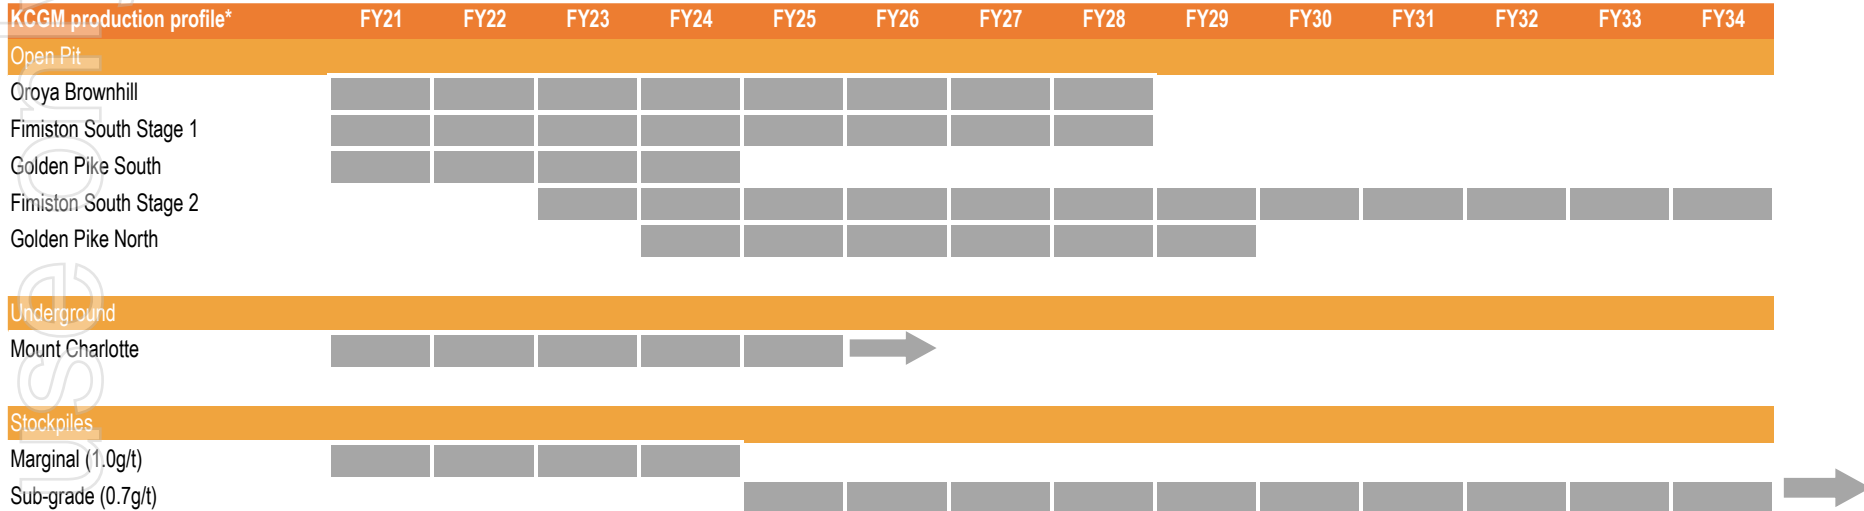 KCGM production profile* FY21 FY22 FY23 FY24 FY25 FY26 FY27 FY28 FY29 FY30 FY31 FY32 FY33 FY34
Open Pit
Oroya Brownhill
Fimiston South Stage 1
Golden Pike South
Fimiston South Stage 2
Golden Pike North
Underground
Mount Charlotte
Stockpiles
Marginal (1.0g/t)
Sub-grade (0.7g/t)
use on